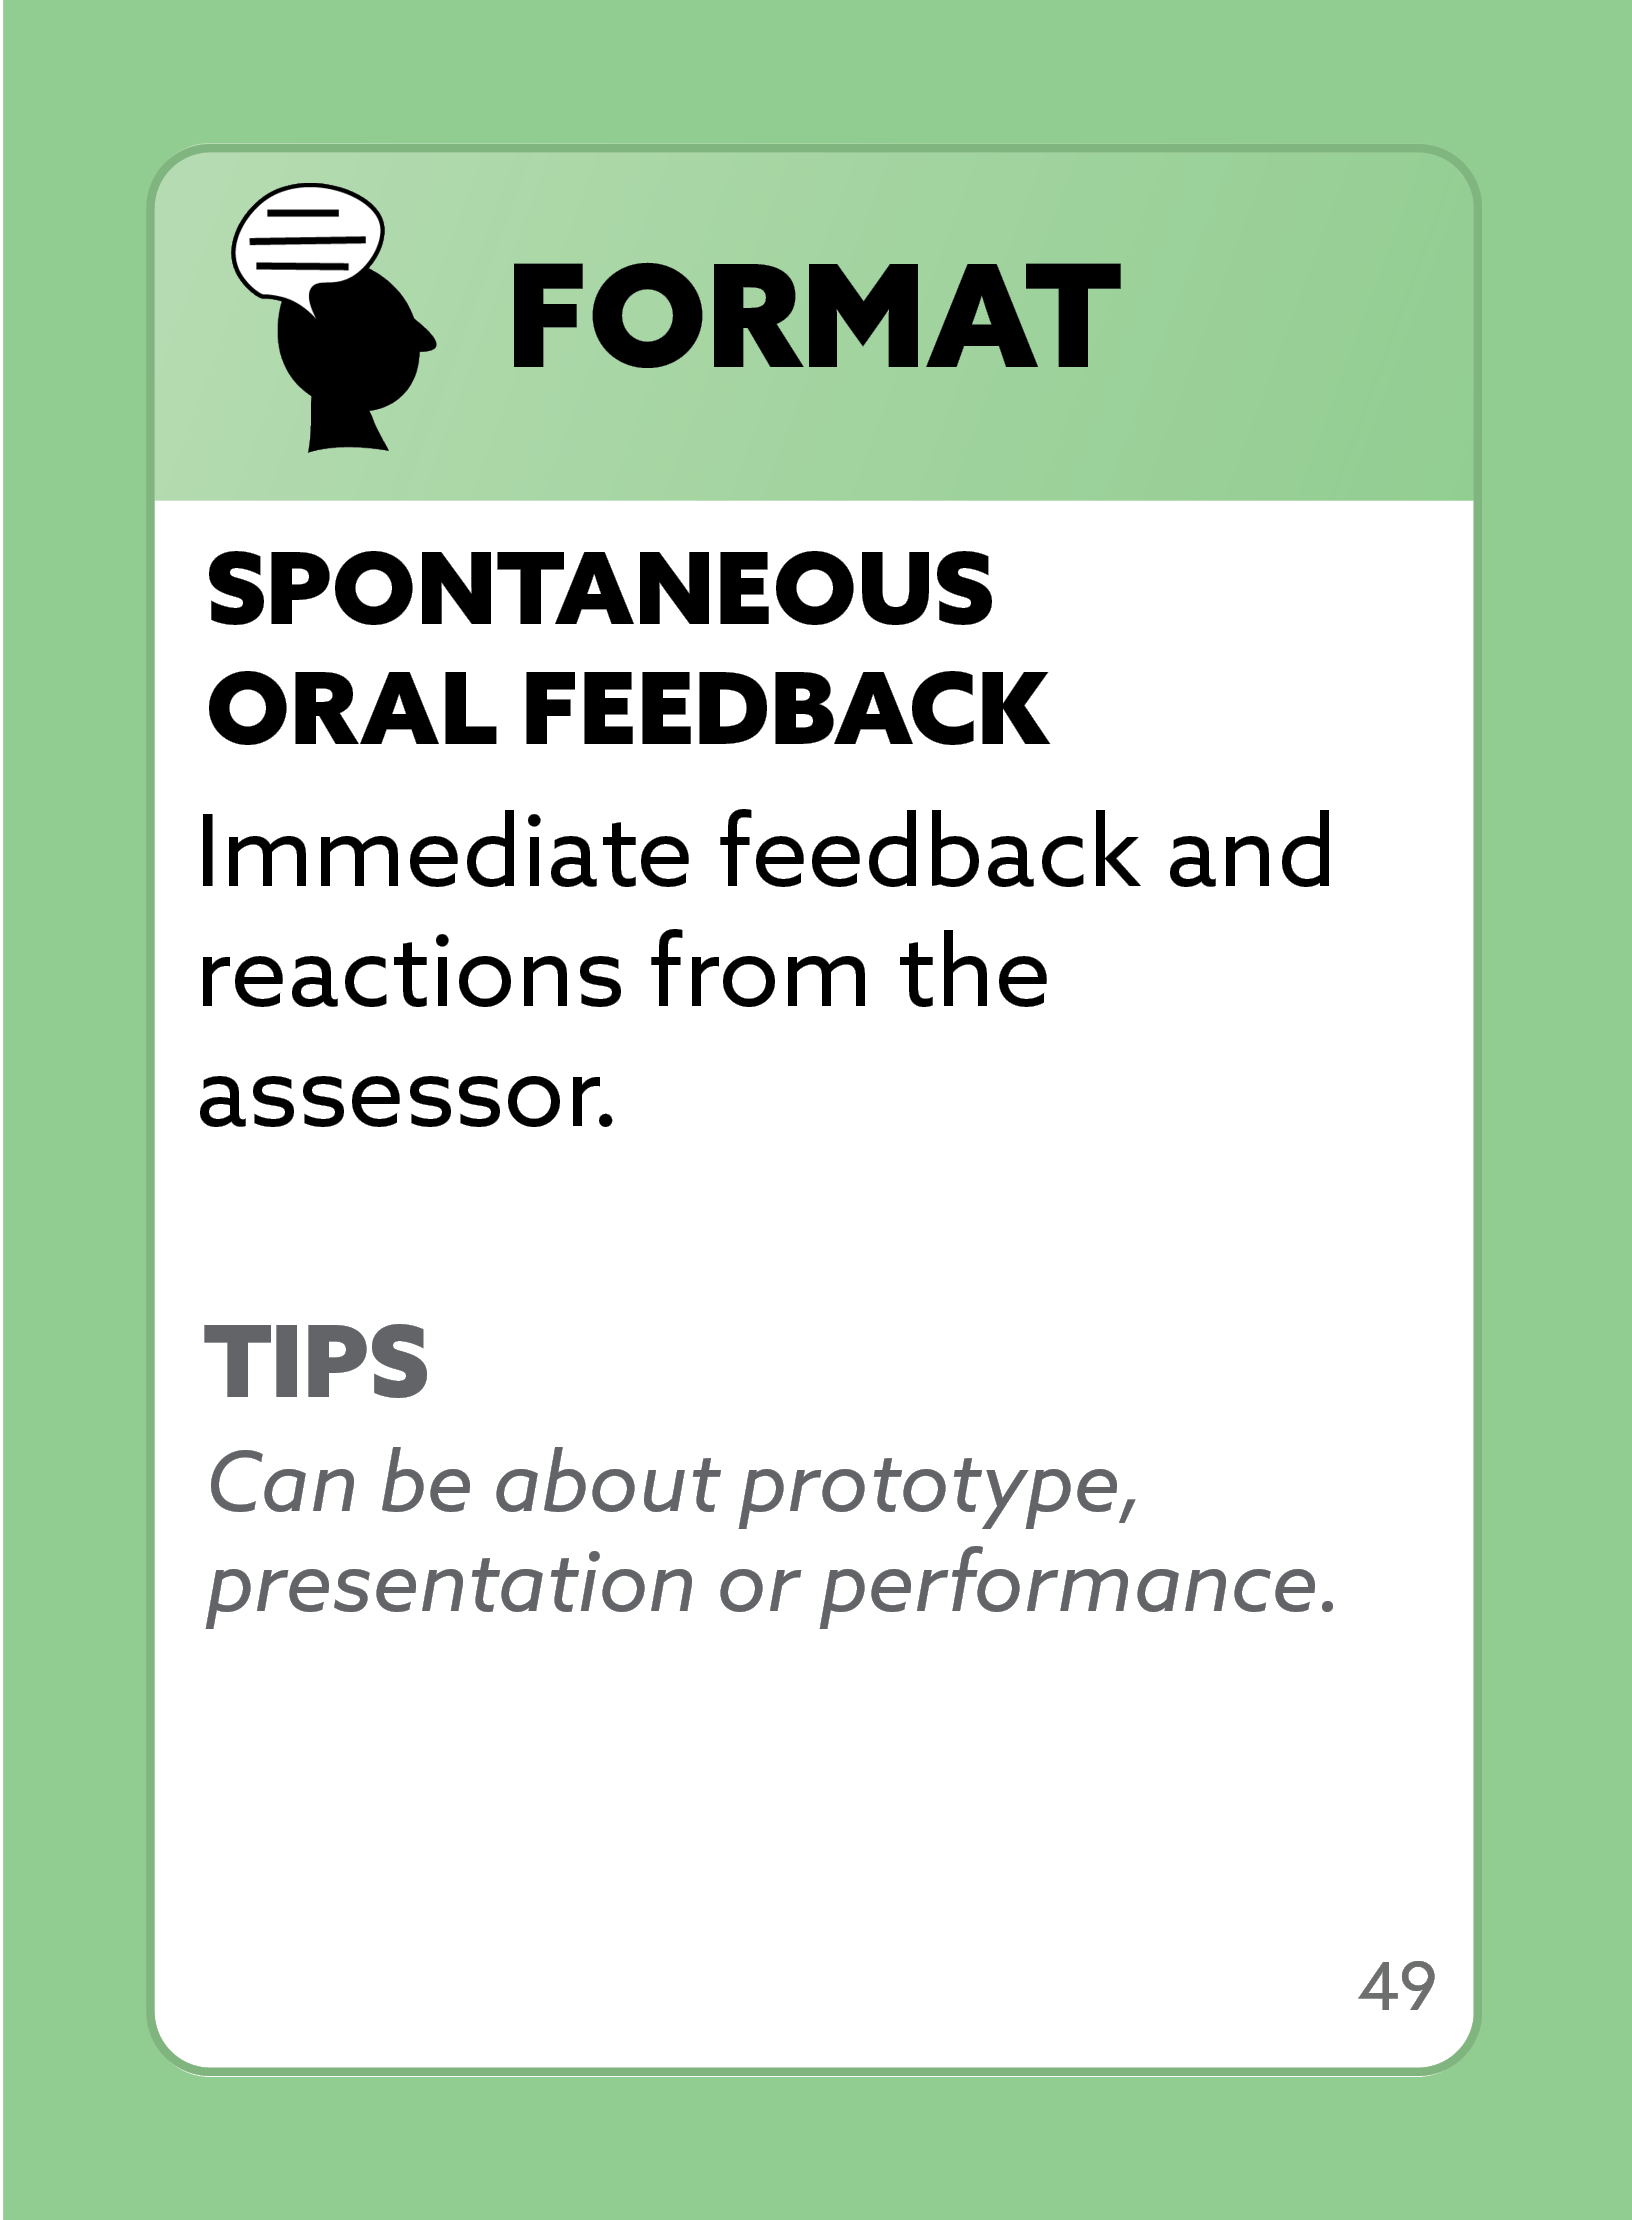 FORMAT
SPONTANEOUS
ORAL FEEDBACK
Immediate feedback and
reactions from the
assessor.
TIPS
Can be about prototype,
presentation or performance.
49